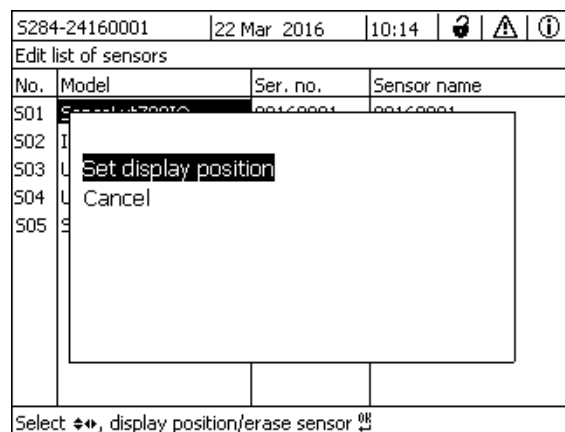 S284-24160001 22 Mar 2016 10:14
Edit list of sensors
No. Model Ser. no. Sensor name
S01
S02 I
S03 U
S04 U
S05 S
Set display position
Cancel
Select , display position/erase sensor OK